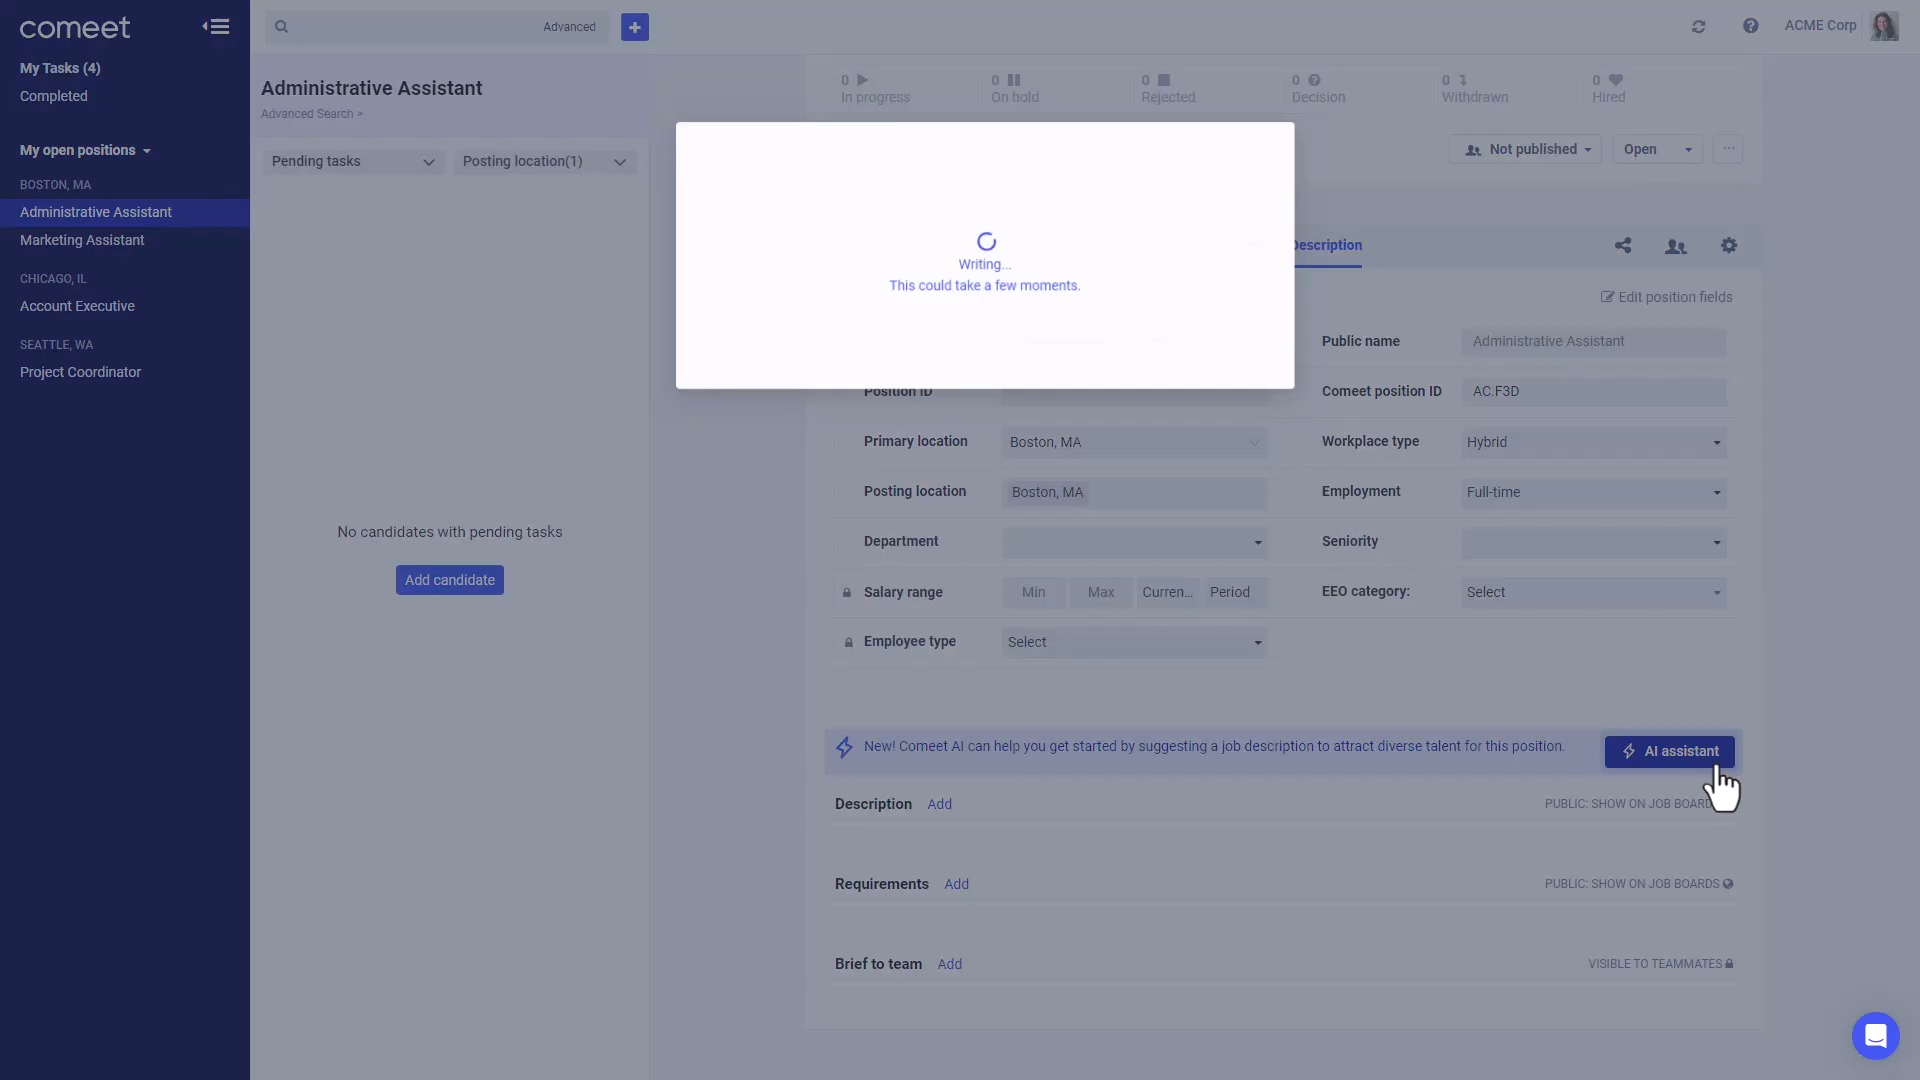 comeet
My Tasks (4)
Completed
My open positions
BOSTON, MA
Administrative Assistant
Marketing Assistant
CHICAGO, IL
Account Executive
SEATTLE, WA
Project Coordinator
Advanced
ACME Corp
Administrative Assistant
Advanced Search >
Pending tasks
Posting location(1)
No candidates with pending tasks
Add candidate
0
In progress
0
On hold
0
Rejected
0
Decision
0
Withdrawn
0
Hired
Not published
Open
Writing...
This could take a few moments.
Description
Edit position fields
Public name
Administrative Assistant
Position ID
Comeet position ID
AC.F3D
Primary location
Boston, MA
Workplace type
Hybrid
Posting location
Boston, MA
Employment
Full-time
Department
Seniority
Salary range
Min
Max
Curren...
Period
EEO category:
Select
Employee type
Select
New! Comeet AI can help you get started by suggesting a job description to attract diverse talent for this position.
AI assistant
Description
Add
PUBLIC: SHOW ON JOB BOARD
Requirements
Add
PUBLIC: SHOW ON JOB BOARDS
Brief to team
Add
VISIBLE TO TEAMMATES